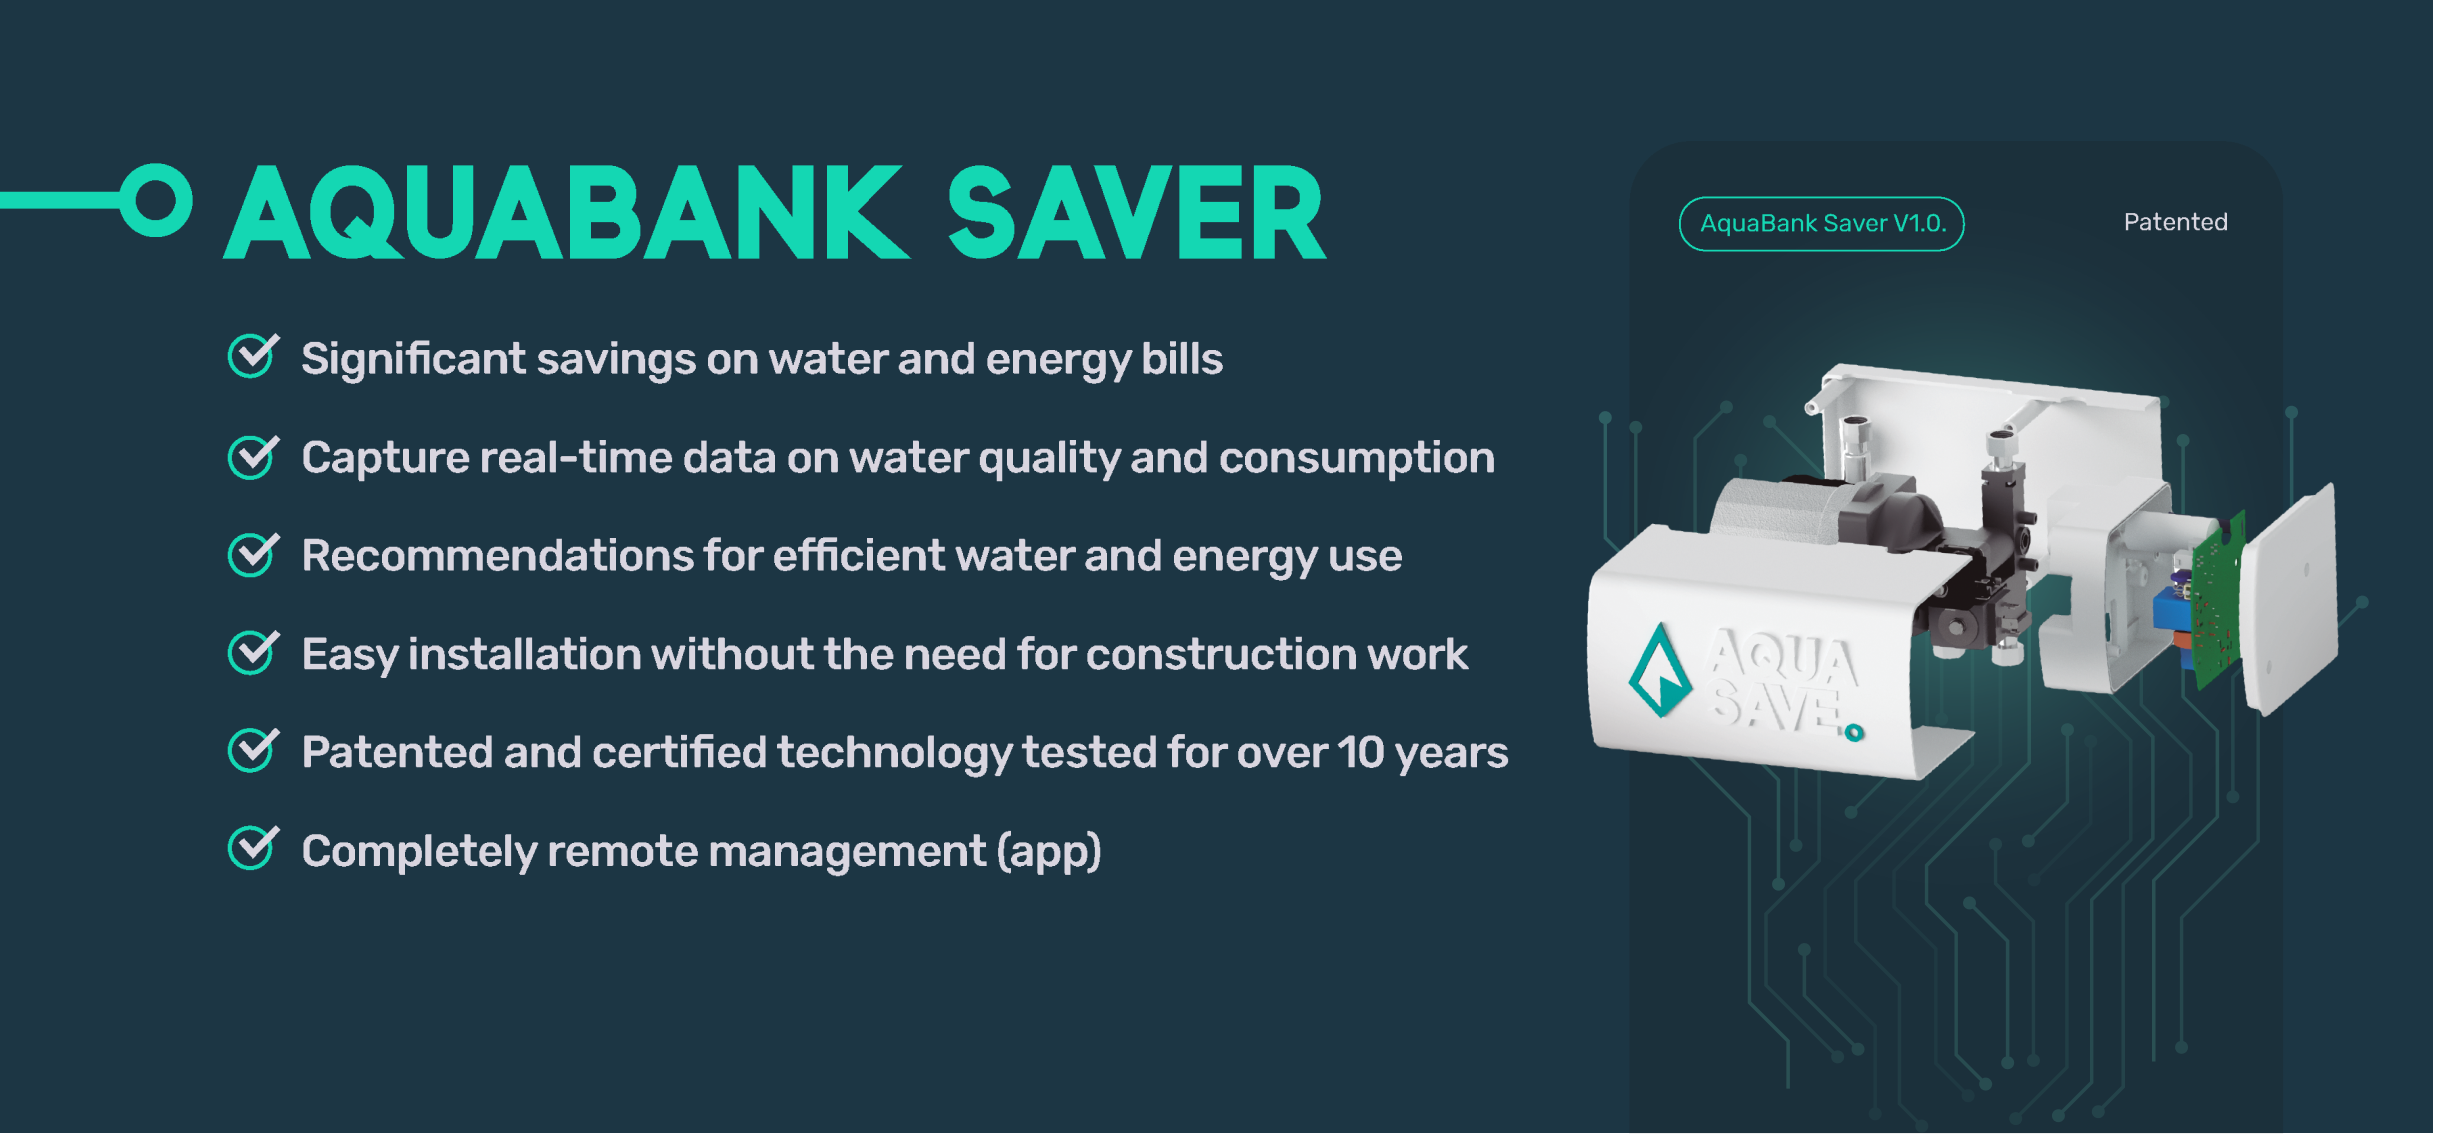 AQUABANK SAVER
Significant savings on water and energy bills
Capture real-time data on water quality and consumption
Recommendations for efficient water and energy use
Easy installation without the need for construction work
Patented and certified technology tested for over 10 years
Completely remote management (app)
AquaBank Saver V1.0.
Patented
AQUA
SAVE.